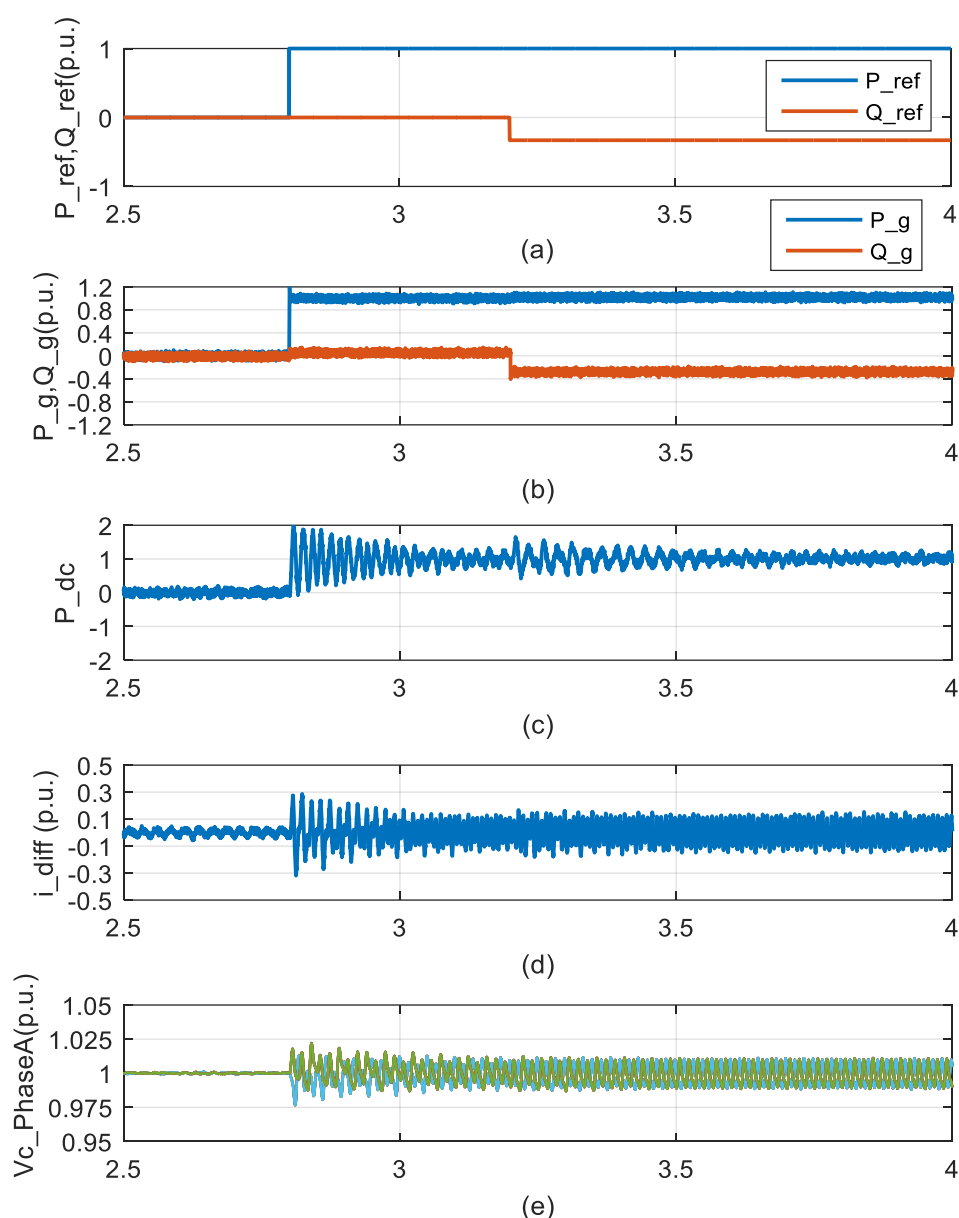 P_ref,Q_ref(p.u.)
1
0
-1
P_ref
Q_ref
2.5 3 3.5 4
(a)
P_g
Q_g
P_g,Q_g(p.u.)
1.2
0.8
0.4
0
-0.4
-0.8
-1.2
2.5 3 3.5 4
(b)
P_dc
2
1
0
-1
-2
2.5 3 3.5 4
(c)
i_diff (p.u.)
0.5
0.3
0.1
-0.1
-0.3
-0.5
2.5 3 3.5 4
(d)
Vc_PhaseA(p.u.)
1.05
1.025
1
0.975
0.95
2.5 3 3.5 4
(e)